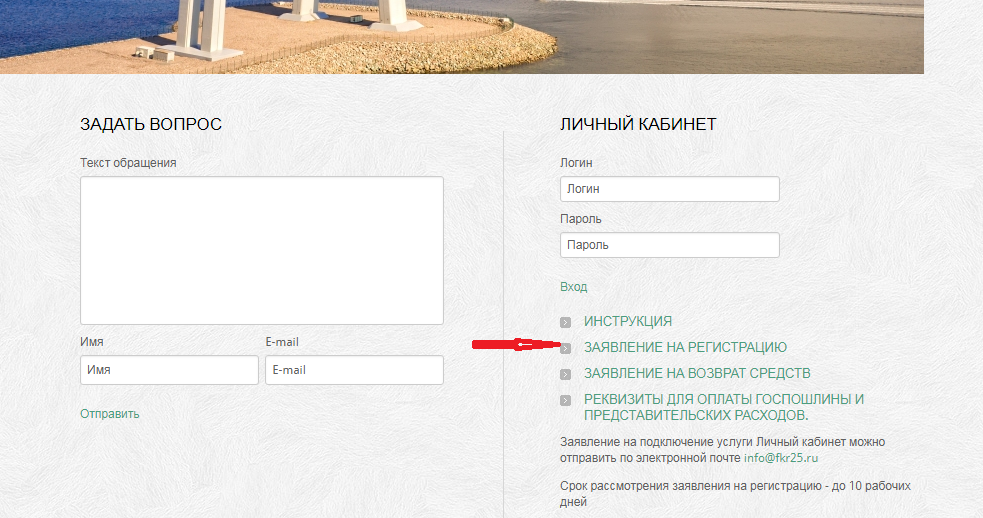 ЗАДАТЬ ВОПРОС
Текст обращения
Имя
E-mail
Имя
E-mail
Отправить
ЛИЧНЫЙ КАБИНЕТ
Логин
Логин
Пароль
Пароль
Вход
ИНСТРУКЦИЯ
ЗАЯВЛЕНИЕ НА РЕГИСТРАЦИЮ
ЗАЯВЛЕНИЕ НА ВОЗВРАТ СРЕДСТВ
РЕКВИЗИТЫ ДЛЯ ОПЛАТЫ ГОСПОШЛИНЫ И
ПРЕДСТАВИТЕЛЬСКИХ РАСХОДОВ.
Заявление на подключение услуги Личный кабинет можно
отправить по электронной почте info@fkr25.ru
Срок рассмотрения заявления на регистрацию - до 10 рабочих
дней